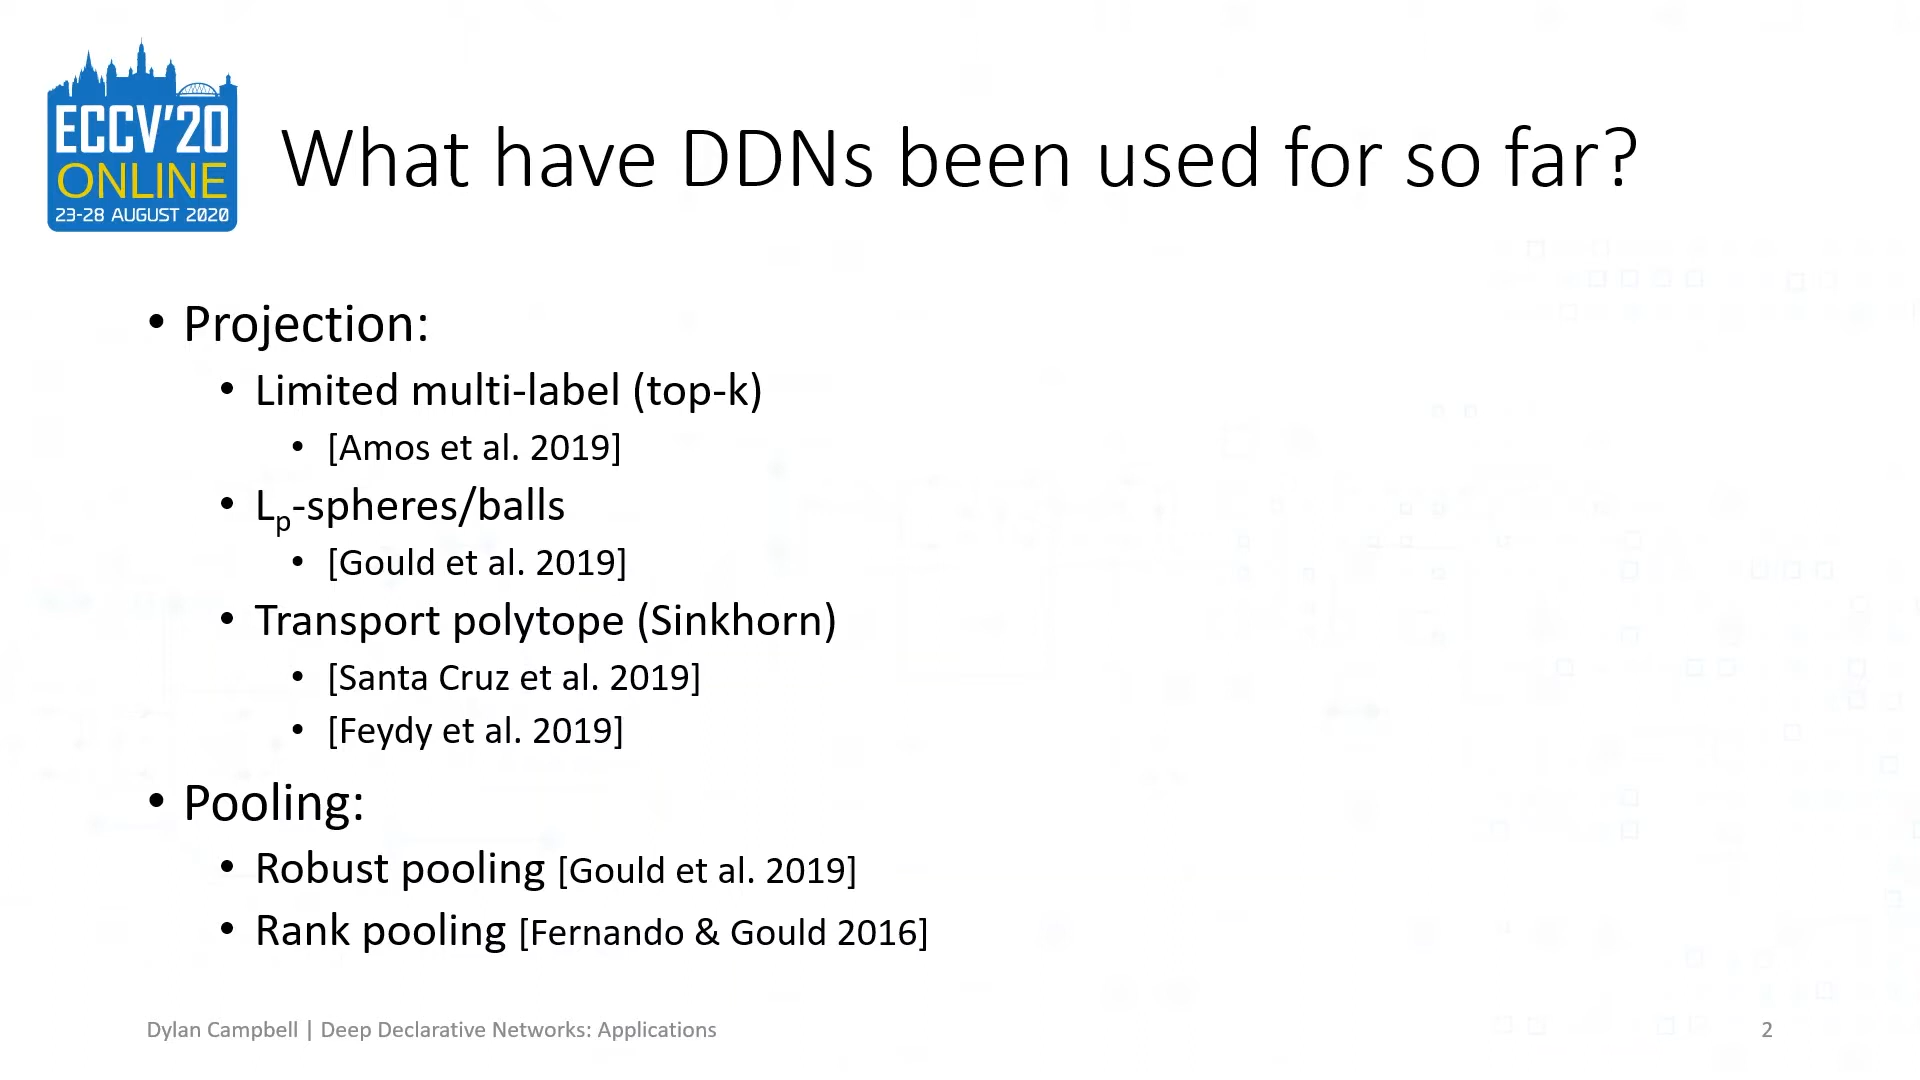 ECCV'20
ONLINE
23-28 AUGUST 2020
What have DDNs been used for so far?
• Projection:
• Limited multi-label (top-k)
• [Amos et al. 2019]
• Lp-spheres/balls
• [Gould et al. 2019]
• Transport polytope (Sinkhorn)
• [Santa Cruz et al. 2019]
• [Feydy et al. 2019]
• Pooling:
• Robust pooling [Gould et al. 2019]
• Rank pooling [Fernando & Gould 2016]
Dylan Campbell | Deep Declarative Networks: Applications
2